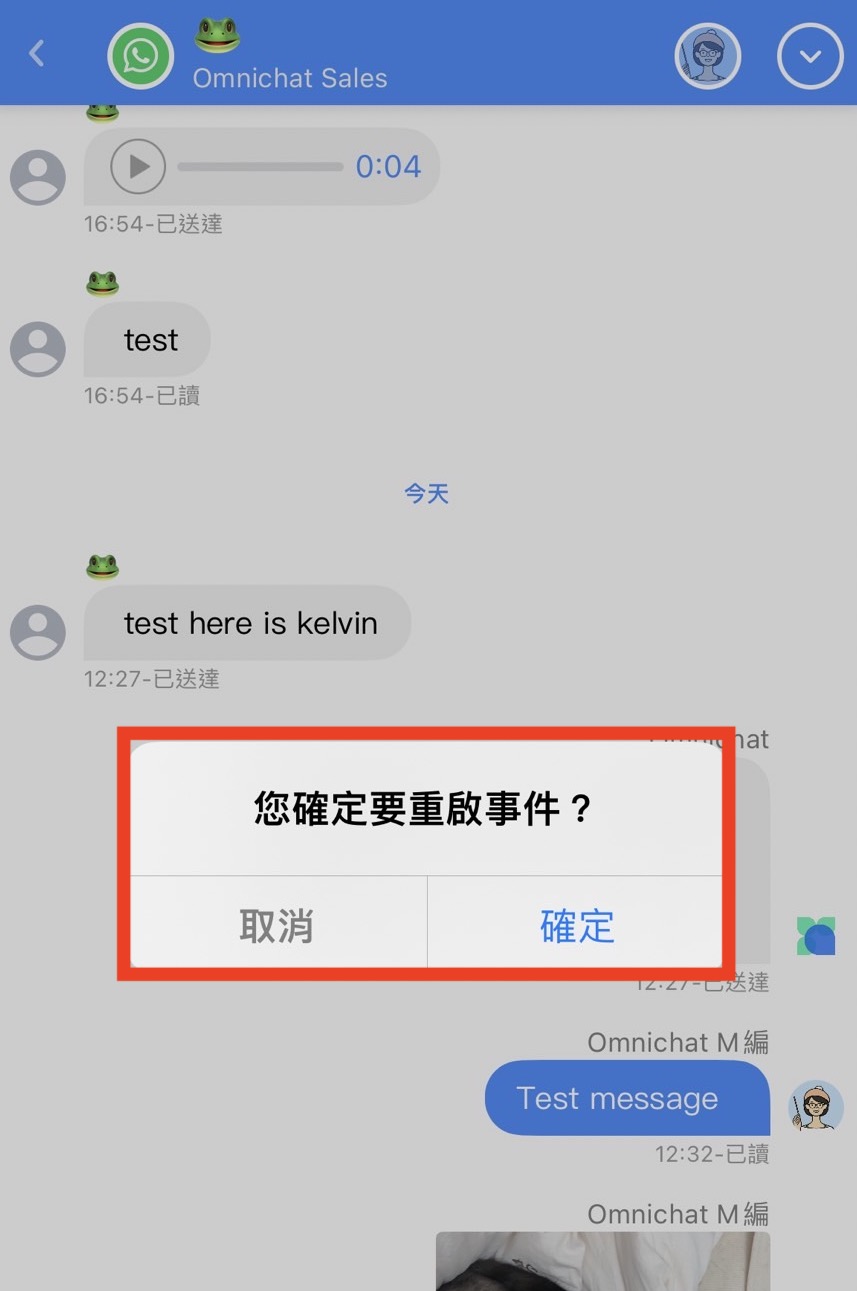 Omnichat Sales
0:04
16:54-已送達
test
16:54-已讀
今天
test here is kelvin
12:27-已送達
您確定要重啟事件？
取消
確定
12:27-已送達
Omnichat M編
Test message
12:32-已讀
Omnichat M編